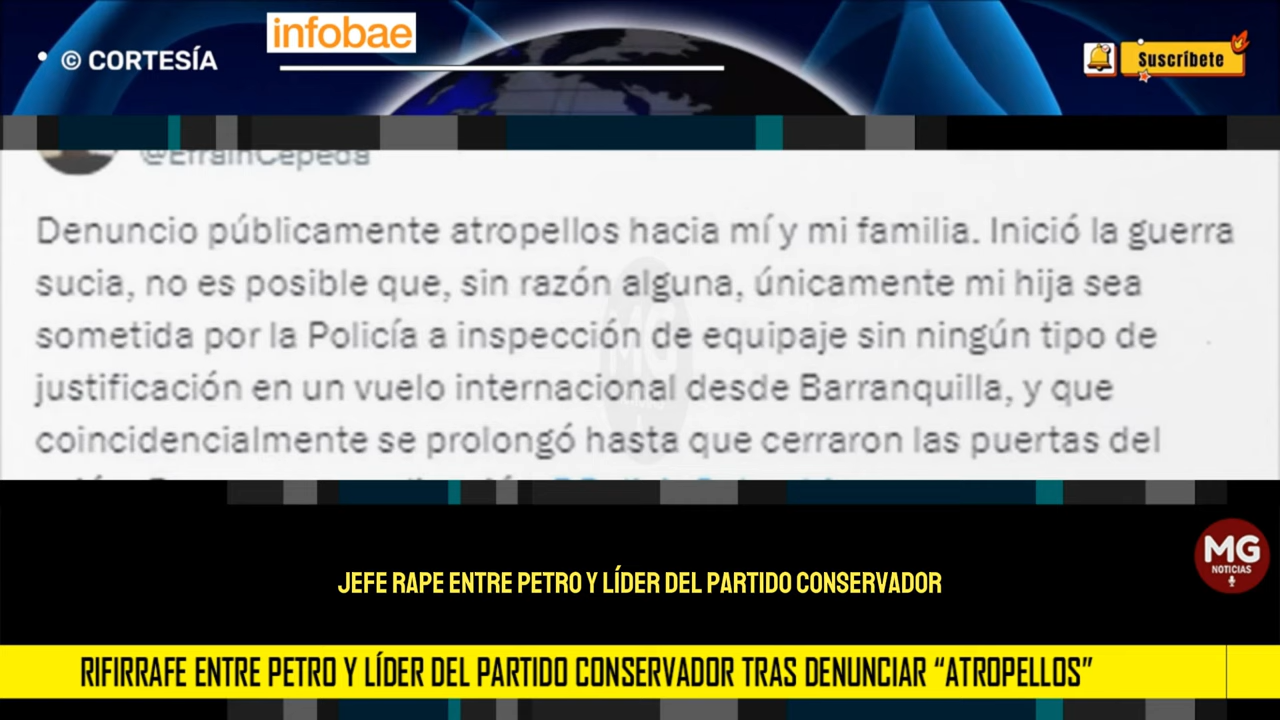 infobae
© CORTESÍA
Suscríbete
@EfrainCepeda
Denuncio públicamente atropellos hacia mí y mi familia. Inició la guerra
sucia, no es posible que, sin razón alguna, únicamente mi hija sea
sometida por la Policía a inspección de equipaje sin ningún tipo de
justificación en un vuelo internacional desde Barranquilla, y que
coincidencialmente se prolongó hasta que cerraron las puertas del
MG
NOTICIAS
JEFE RAPE ENTRE PETRO Y LÍDER DEL PARTIDO CONSERVADOR
RIFIRRAFE ENTRE PETRO Y LÍDER DEL PARTIDO CONSERVADOR TRAS DENUNCIAR “ATROPELLOS”